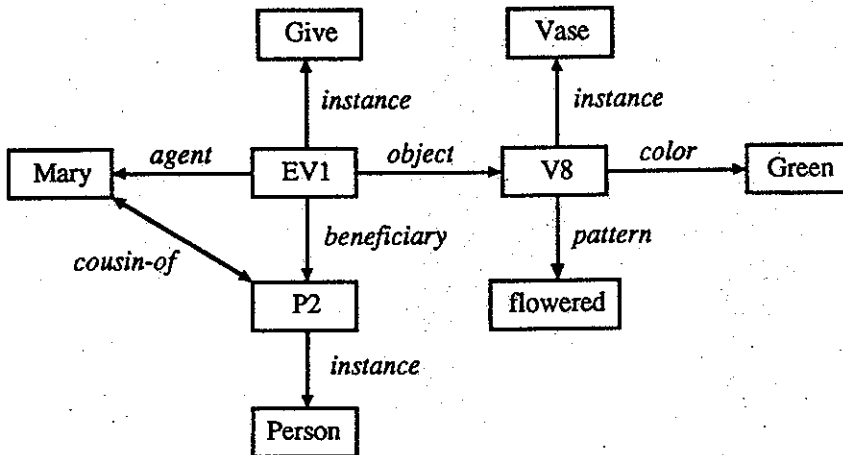 Give
Vase
instance
instance
Mary
agent
EV1
object
V8
color
Green
beneficiary
pattern
cousin-of
P2
flowered
instance
Person